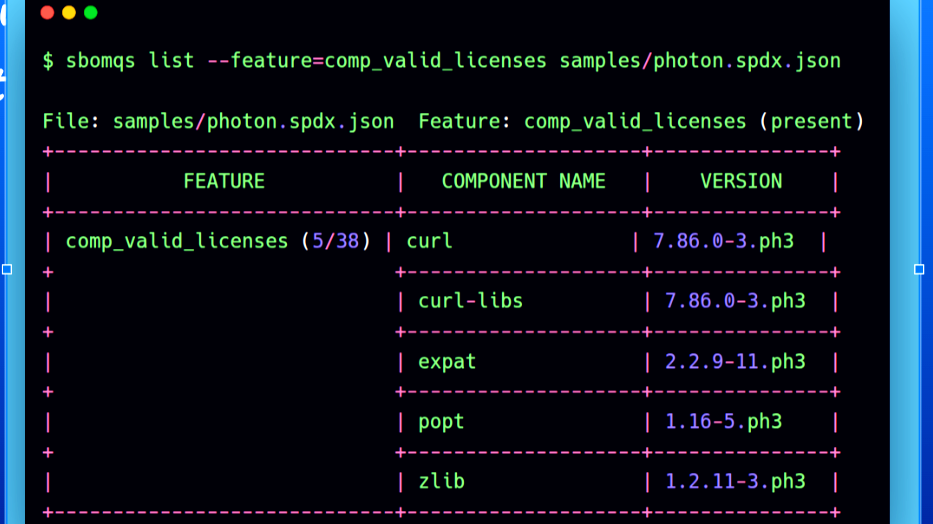 $ sbomqs list --feature=comp_valid_licenses samples/photon.spdx.json
File: samples/photon.spdx.json  Feature: comp_valid_licenses (present)
+-----------------------------+--------------------+---------------+
|           FEATURE           |   COMPONENT NAME   |    VERSION    |
+-----------------------------+--------------------+---------------+
| comp_valid_licenses (5/38) | curl               | 7.86.0-3.ph3  |
+                             +--------------------+---------------+
|                             | curl-libs          | 7.86.0-3.ph3  |
+                             +--------------------+---------------+
|                             | expat              | 2.2.9-11.ph3  |
+                             +--------------------+---------------+
|                             | popt               | 1.16-5.ph3    |
+                             +--------------------+---------------+
|                             | zlib               | 1.2.11-3.ph3  |
+-----------------------------+--------------------+---------------+